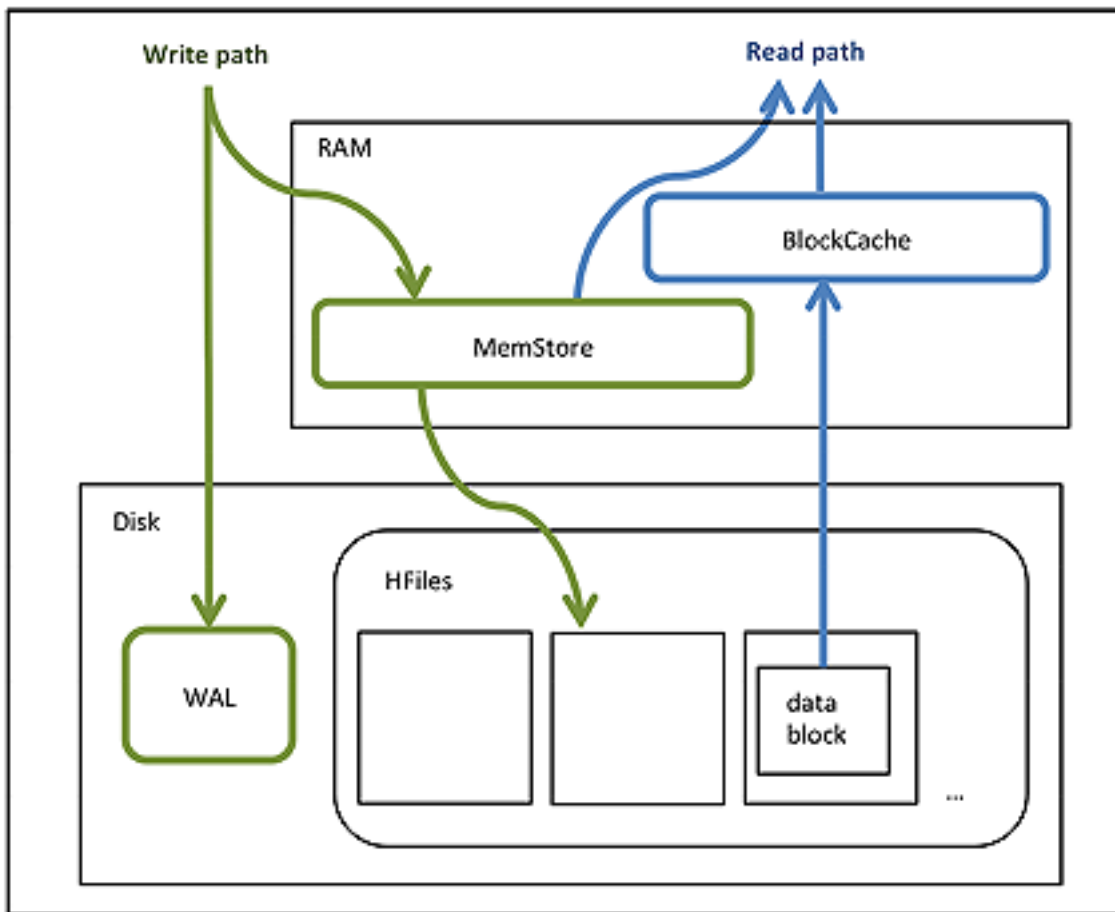 Write path
Read path
RAM
BlockCache
MemStore
Disk
HFiles
WAL
data
block
...